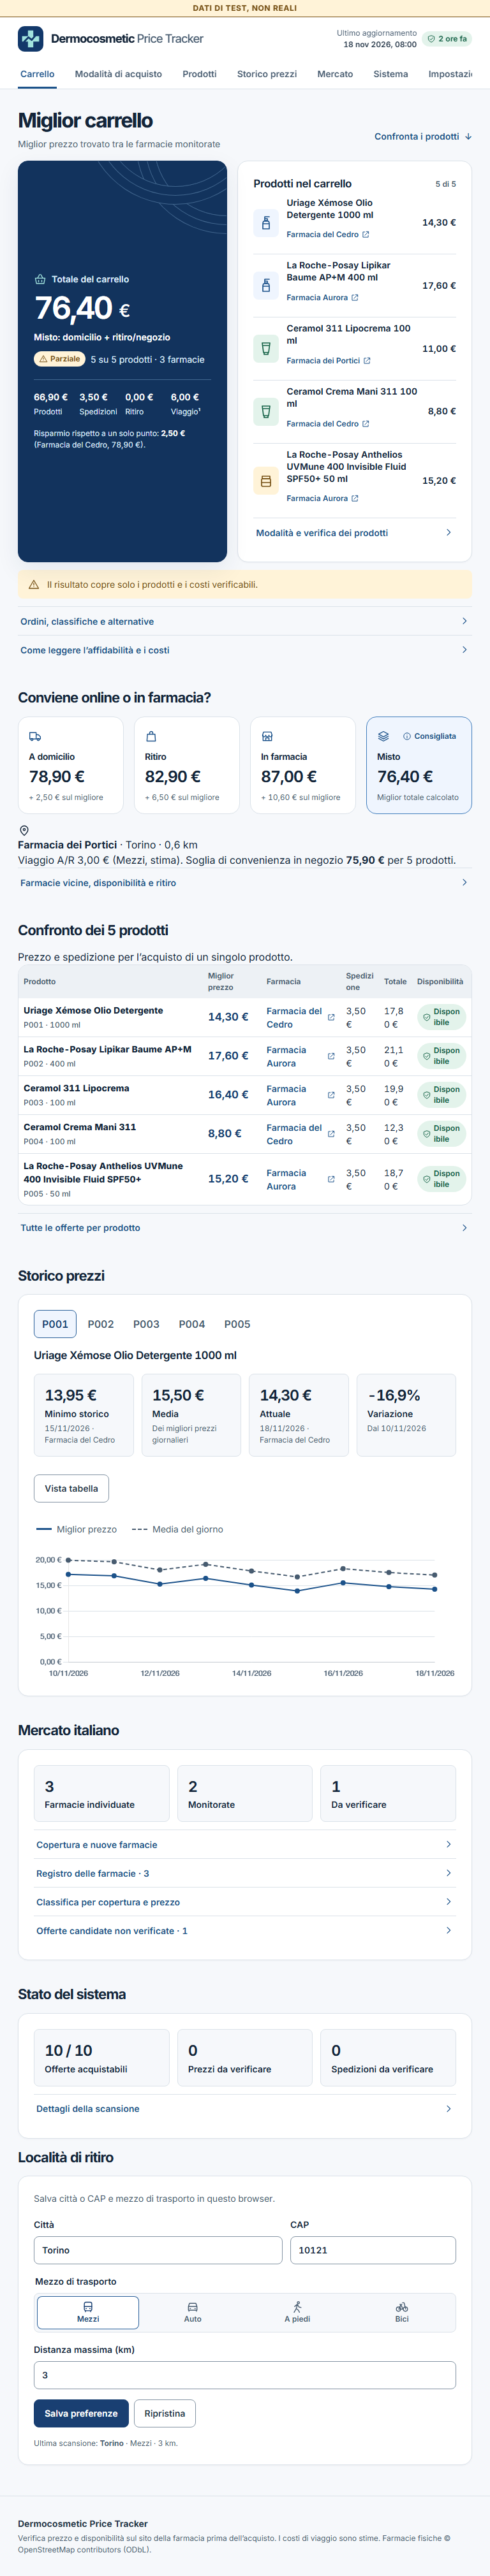 DATI DI TEST, NON REALI
Dermocosmetic Price Tracker
Ultimo aggiornamento
18 nov 2026, 08:00
2 ore fa
Carrello
Modalità di acquisto
Prodotti
Storico prezzi
Mercato
Sistema
Impostazi
Miglior carrello
Miglior prezzo trovato tra le farmacie monitorate
Confronta i prodotti
Totale del carrello
76,40 €
Misto: domicilio + ritiro/negozio
Parziale
5 su 5 prodotti · 3 farmacie
66,90 € 3,50 € 0,00 € 6,00 €
Prodotti Spedizioni Ritiro Viaggio¹
Risparmio rispetto a un solo punto: 2,50 €
(Farmacia del Cedro, 78,90 €).
Prodotti nel carrello
5 di 5
Uriage Xémose Olio
Detergente 1000 ml
14,30 €
Farmacia del Cedro
La Roche-Posay Lipikar
Baume AP+M 400 ml
17,60 €
Farmacia Aurora
Ceramol 311 Lipocrema 100
ml
11,00 €
Farmacia dei Portici
Ceramol Crema Mani 311 100
ml
8,80 €
Farmacia del Cedro
La Roche-Posay Anthelios
UVMune 400 Invisible Fluid
SPF50+ 50 ml
15,20 €
Farmacia Aurora
Modalità e verifica dei prodotti
Il risultato copre solo i prodotti e i costi verificabili.
Ordini, classifiche e alternative
Come leggere l’affidabilità e i costi
Conviene online o in farmacia?
A domicilio
78,90 €
+ 2,50 € sul migliore
Ritiro
82,90 €
+ 6,50 € sul migliore
In farmacia
87,00 €
+ 10,60 € sul migliore
Consigliata
Misto
76,40 €
Miglior totale calcolato
Farmacia dei Portici · Torino · 0,6 km
Viaggio A/R 3,00 € (Mezzi, stima). Soglia di convenienza in negozio 75,90 € per 5 prodotti.
Farmacie vicine, disponibilità e ritiro
Confronto dei 5 prodotti
Prezzo e spedizione per l’acquisto di un singolo prodotto.
Prodotto
Miglior
prezzo
Farmacia
Spedizi
one
Totale
Disponibilità
Uriage Xémose Olio Detergente
P001 · 1000 ml
14,30 €
Farmacia del
Cedro
3,50
€
17,8
0 €
Dispon
ibile
La Roche-Posay Lipikar Baume AP+M
P002 · 400 ml
17,60 €
Farmacia
Aurora
3,50
€
21,1
0 €
Dispon
ibile
Ceramol 311 Lipocrema
P003 · 100 ml
16,40 €
Farmacia
Aurora
3,50
€
19,9
0 €
Dispon
ibile
Ceramol Crema Mani 311
P004 · 100 ml
8,80 €
Farmacia del
Cedro
3,50
€
12,3
0 €
Dispon
ibile
La Roche-Posay Anthelios UVMune
400 Invisible Fluid SPF50+
P005 · 50 ml
15,20 €
Farmacia
Aurora
3,50
€
18,7
0 €
Dispon
ibile
Tutte le offerte per prodotto
Storico prezzi
P001 P002 P003 P004 P005
Uriage Xémose Olio Detergente 1000 ml
13,95 €
Minimo storico
15/11/2026 ·
Farmacia del Cedro
15,50 €
Media
Dei migliori prezzi
giornalieri
14,30 €
Attuale
18/11/2026 ·
Farmacia del Cedro
-16,9%
Variazione
Dal 10/11/2026
Vista tabella
Miglior prezzo
Media del giorno
20,00 €
15,00 €
10,00 €
5,00 €
0,00 €
10/11/2026 12/11/2026 14/11/2026 16/11/2026 18/11/2026
Mercato italiano
3
Farmacie individuate
2
Monitorate
1
Da verificare
Copertura e nuove farmacie
Registro delle farmacie · 3
Classifica per copertura e prezzo
Offerte candidate non verificate · 1
Stato del sistema
10 / 10
Offerte acquistabili
0
Prezzi da verificare
0
Spedizioni da verificare
Dettagli della scansione
Località di ritiro
Salva città o CAP e mezzo di trasporto in questo browser.
Città
Torino
CAP
10121
Mezzo di trasporto
Mezzi
Auto
A piedi
Bici
Distanza massima (km)
3
Salva preferenze
Ripristina
Ultima scansione: Torino · Mezzi · 3 km.
Dermocosmetic Price Tracker
Verifica prezzo e disponibilità sul sito della farmacia prima dell’acquisto. I costi di viaggio sono stime. Farmacie fisiche ©
OpenStreetMap contributors (ODbL).